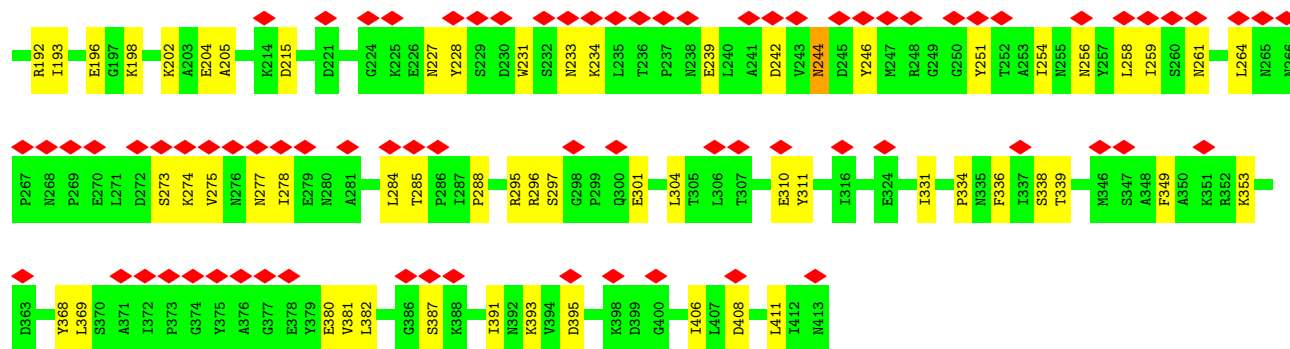 R192 I193 E196 G197 K198 K202 A203 E204 A205 K214 D215 D221 G224 K225 E226 N227 Y228 S229 D230 W231 S232 N233 K234 L235 T236 P237 N238 E239 L240 A241 D242 V243 N244 D245 Y246 M247 R248 G249 G250 Y251 T252 A253 I254 N255 N256 Y257 L258 I259 S260 N261 L264 N265 N266
P267 N268 P269 E270 L271 D272 S273 K274 V275 N276 N277 I278 E279 N280 A281 L284 T285 P286 I287 P288 R295 R296 S297 G298 P299 Q300 E301 L304 T305 L306 T307 E310 Y311 I316 E324 I331 P334 N335 F336 I337 S338 T339 M346 S347 A348 F349 A350 K351 R352 K353
D363 Y368 L369 S370 A371 I372 P373 G374 Y375 A376 G377 E378 Y379 E380 V381 L382 G386 S387 K388 I391 N392 K393 V394 D395 K398 D399 G400 I406 L407 D408 L411 I412 N413